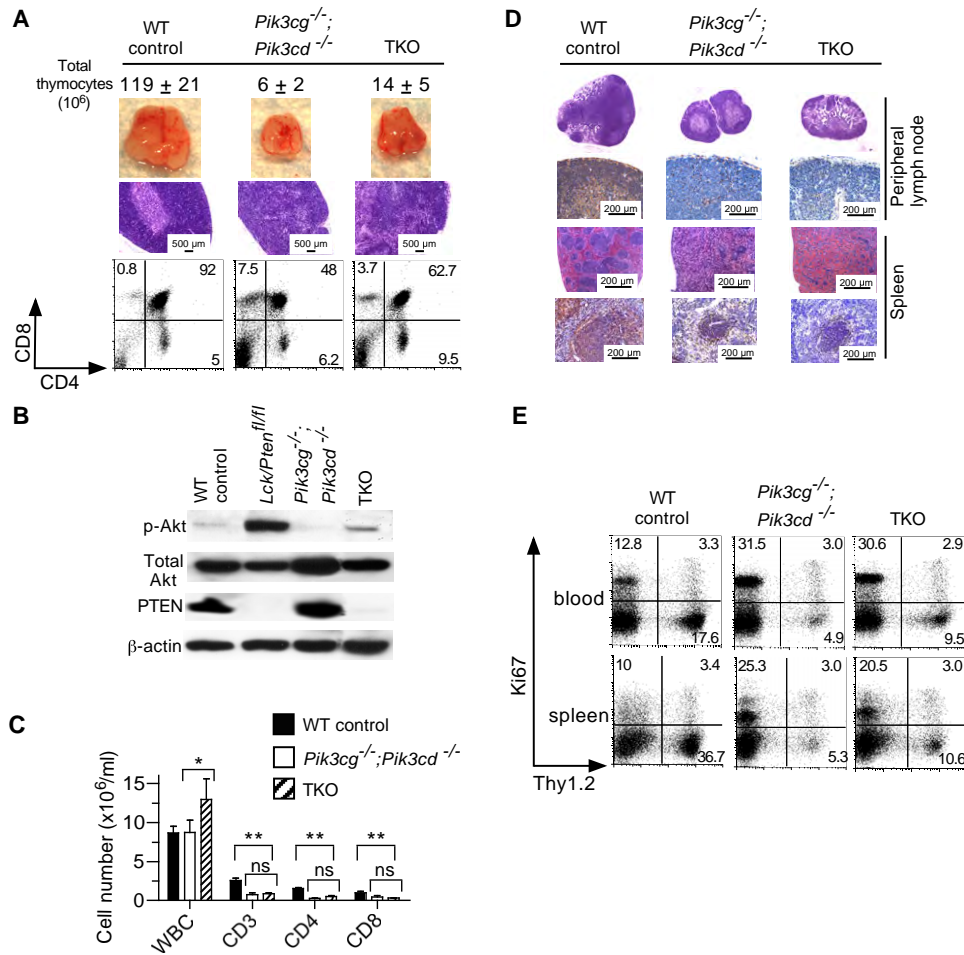 A
WT control
Pik3cg-/-; Pik3cd -/-
TKO
Total thymocytes (10⁶)
119 ± 21
6 ± 2
14 ± 5
500 µm
500 µm
500 µm
0.8 92
5
7.5 48
6.2
3.7 62.7
9.5
CD8
CD4
B
WT control
Lck/Pten fl/fl
Pik3cg-/-; Pik3cd -/-
TKO
p-Akt
Total Akt
PTEN
β-actin
C
WT control
Pik3cg-/-;Pik3cd -/-
TKO
Cell number (x10⁶/ml)
15
10
5
0
*
**
ns
**
ns
**
ns
WBC
CD3
CD4
CD8
D
WT control
Pik3cg-/-; Pik3cd -/-
TKO
200 µm
200 µm
200 µm
Peripheral lymph node
200 µm
200 µm
200 µm
200 µm
200 µm
200 µm
Spleen
E
WT control
Pik3cg-/-; Pik3cd -/-
TKO
blood
12.8 3.3
17.6
31.5 3.0
4.9
30.6 2.9
9.5
spleen
10 3.4
36.7
25.3 3.0
5.3
20.5 3.0
10.6
Ki67
Thy1.2